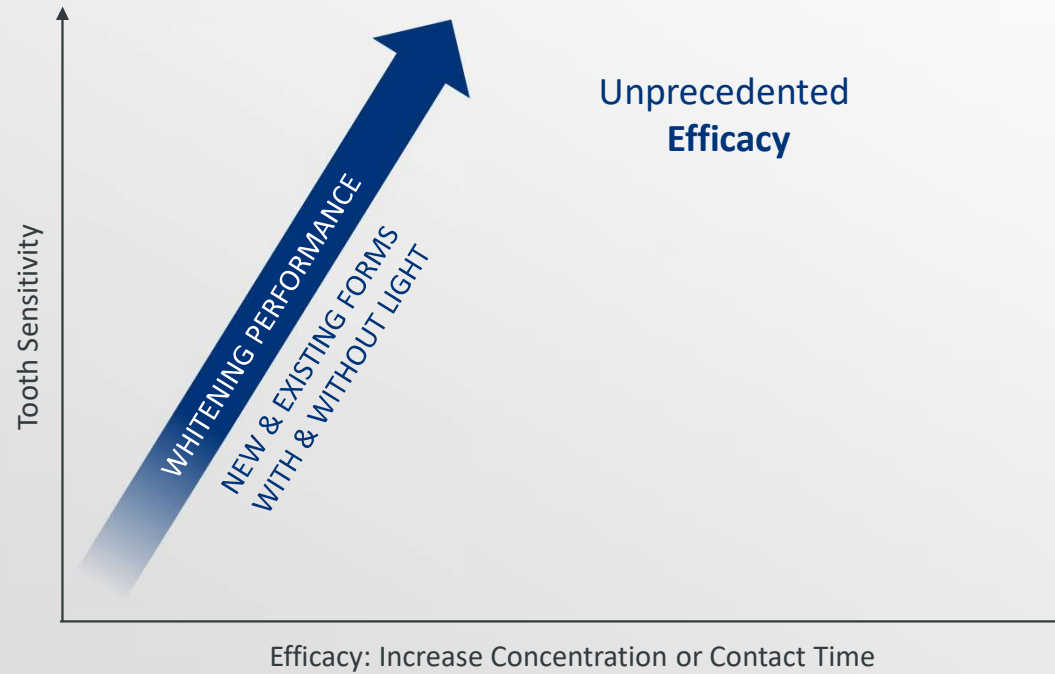 Unprecedented
Efficacy
WHITENING PERFORMANCE
NEW & EXISTING FORMS
WITH & WITHOUT LIGHT
Tooth Sensitivity
Efficacy: Increase Concentration or Contact Time